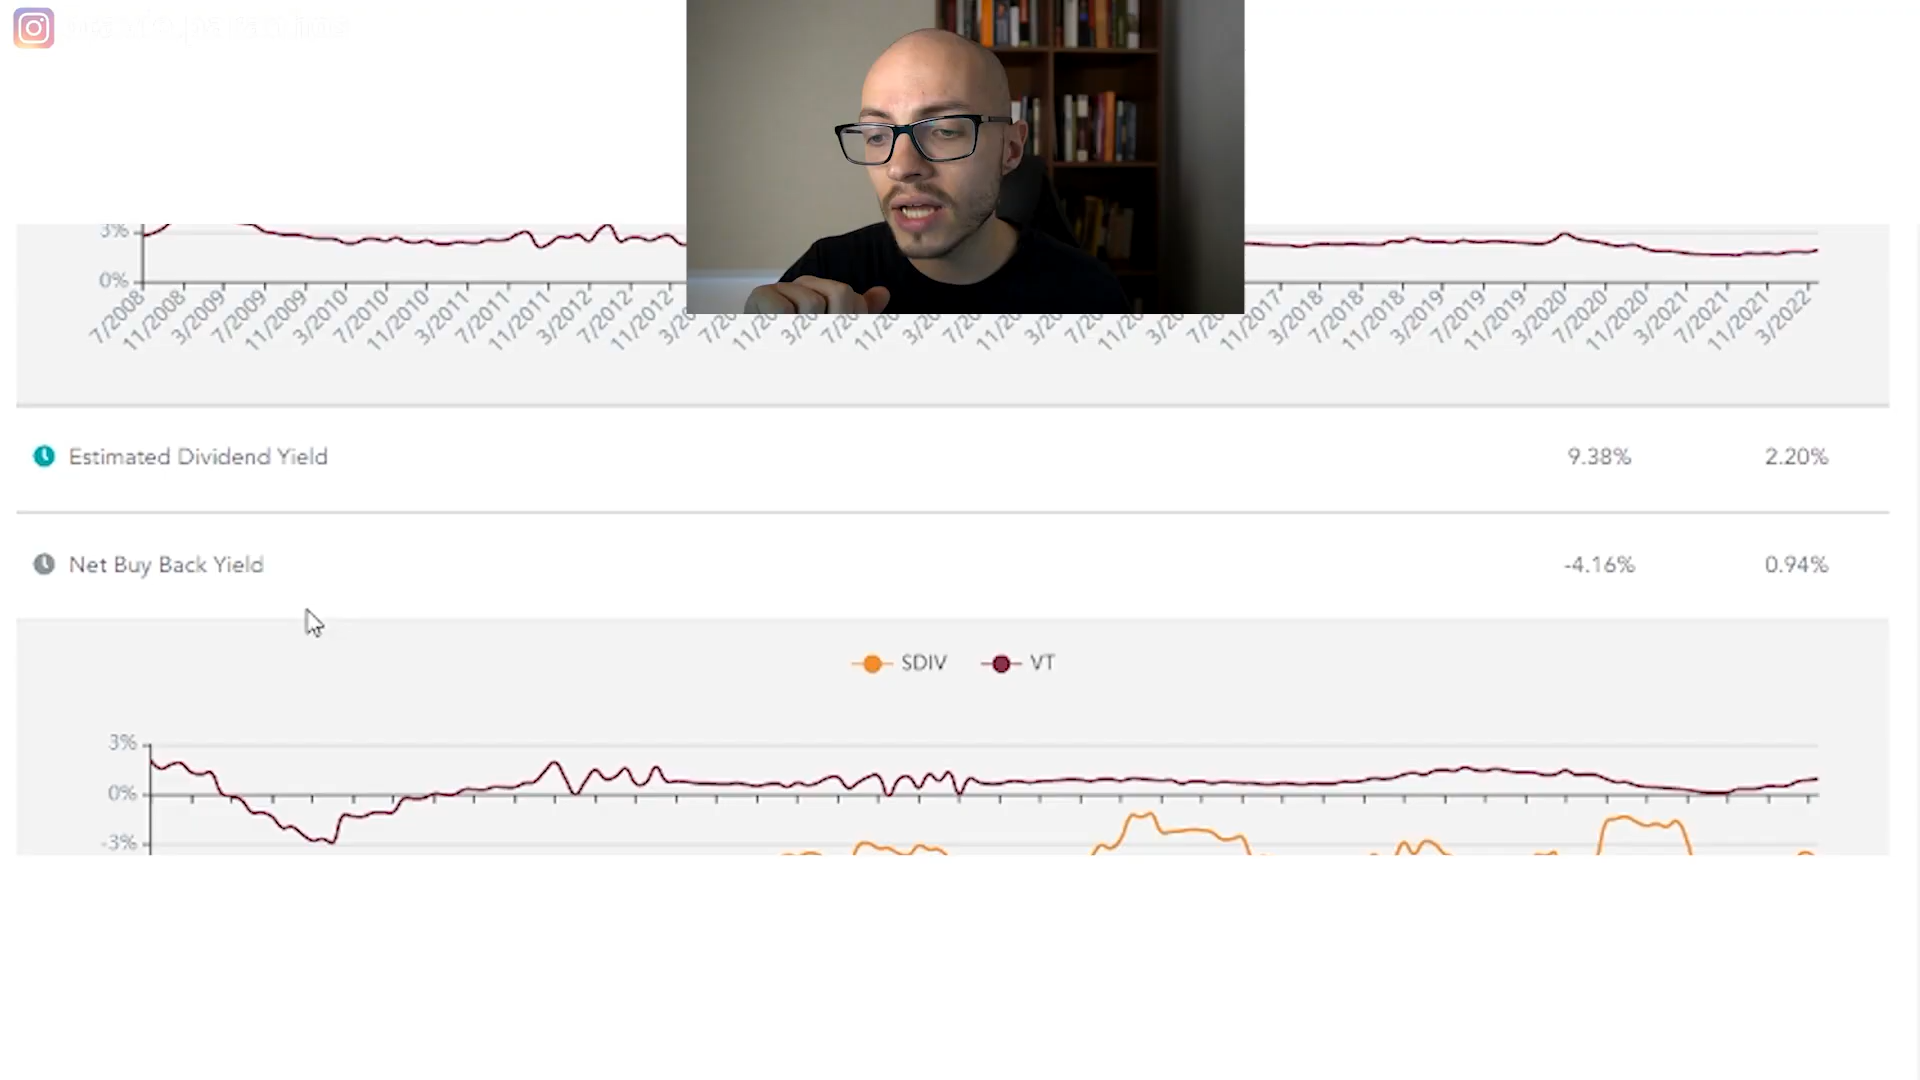 3%
0%
7/2008 11/2008 3/2009 7/2009 11/2009 3/2010 7/2010 11/2010 3/2011 7/2011 11/2011 3/2012 7/2012 11/2012 11/2017 3/2018 7/2018 11/2018 3/2019 7/2019 11/2019 3/2020 7/2020 11/2020 3/2021 7/2021 11/2021 3/2022
Estimated Dividend Yield 9.38% 2.20%
Net Buy Back Yield -4.16% 0.94%
SDIV VT
3%
0%
-3%